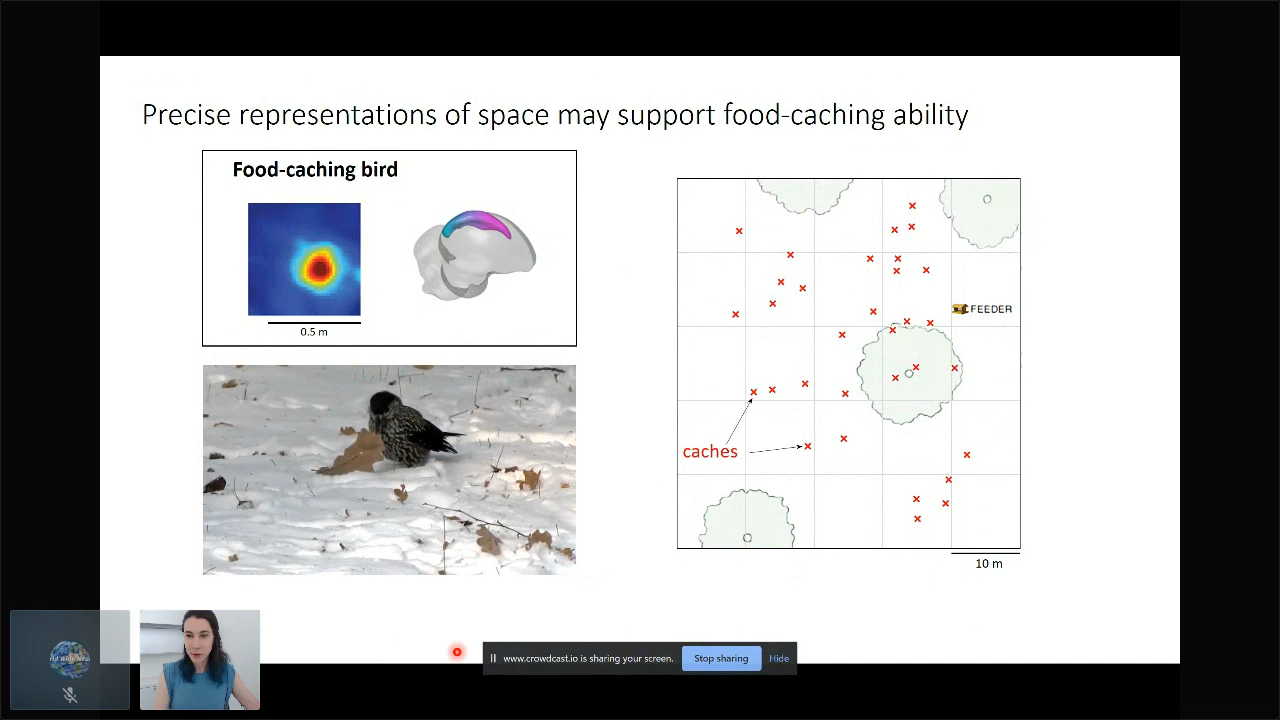 Precise representations of space may support food-caching ability
Food-caching bird
0.5 m
FEEDER
caches
10 m
www.crowdcast.io is sharing your screen.
Stop sharing
Hide